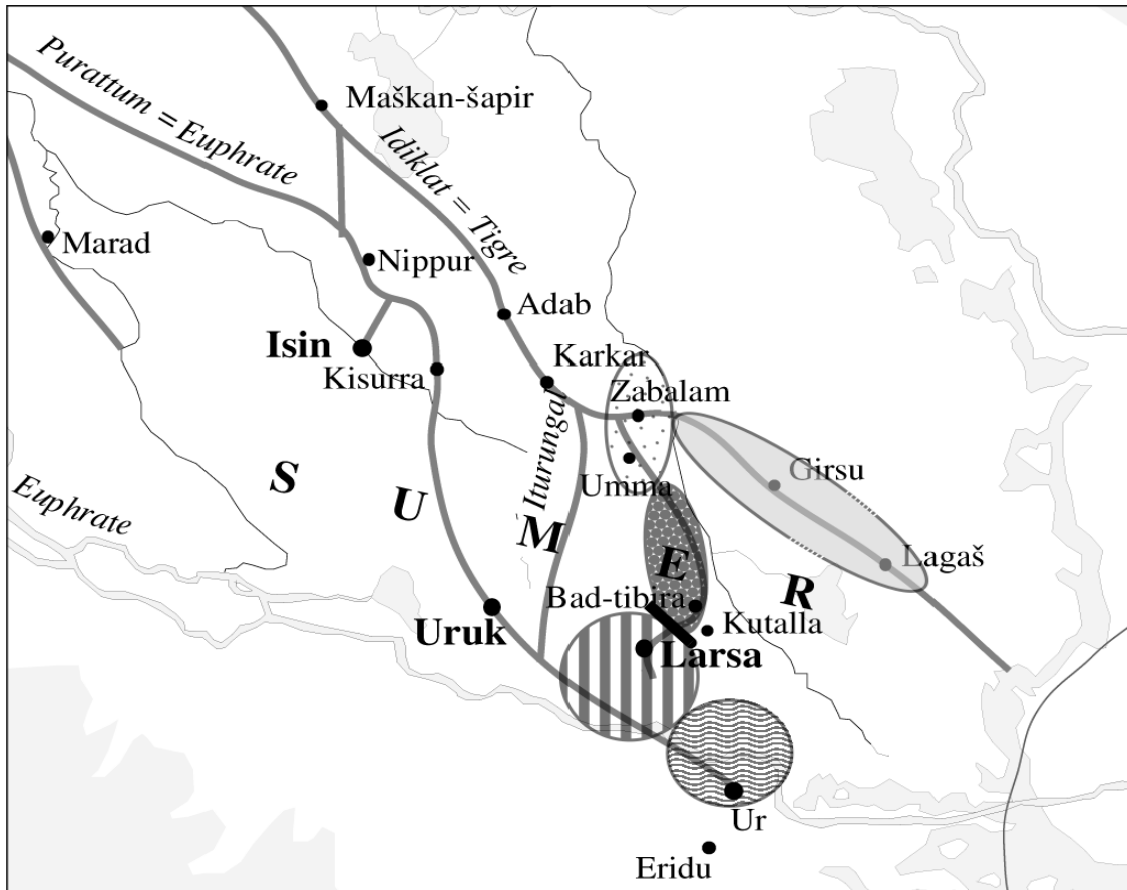 Maškan-šapir
Purattum = Euphrate
Idiklat = Tigre
Marad
Nippur
Adab
Isin
Kisurra
Karkar
Zabalam
Iturungal
Umma
Girsu
S U M E R
Euphrate
Lagaš
Bad-tibira
Kutalla
Uruk
Larsa
Ur
Eridu